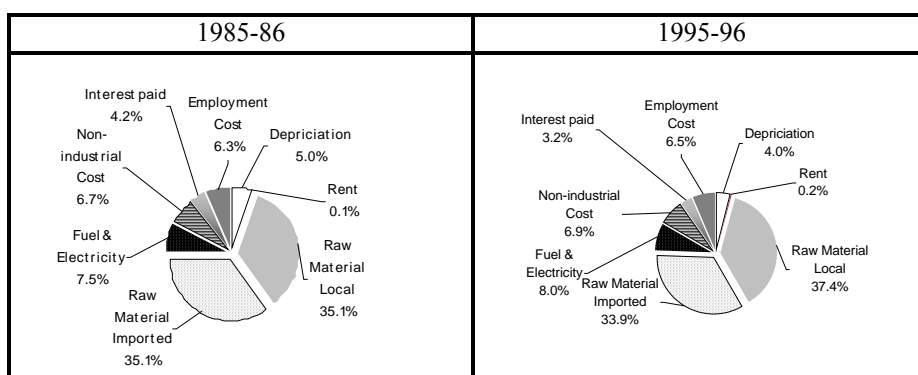 1985-86
Interest paid
4.2%
Employment
Cost
6.3%
Depriciation
5.0%
Rent
0.1%
Raw
Material
Local
35.1%
Raw
Material
Imported
35.1%
Fuel &
Electricity
7.5%
Non-
industrial
Cost
6.7%
1995-96
Interest paid
3.2%
Employment
Cost
6.5%
Depriciation
4.0%
Rent
0.2%
Raw Material
Local
37.4%
Raw Material
Imported
33.9%
Fuel &
Electricity
8.0%
Non-industrial
Cost
6.9%